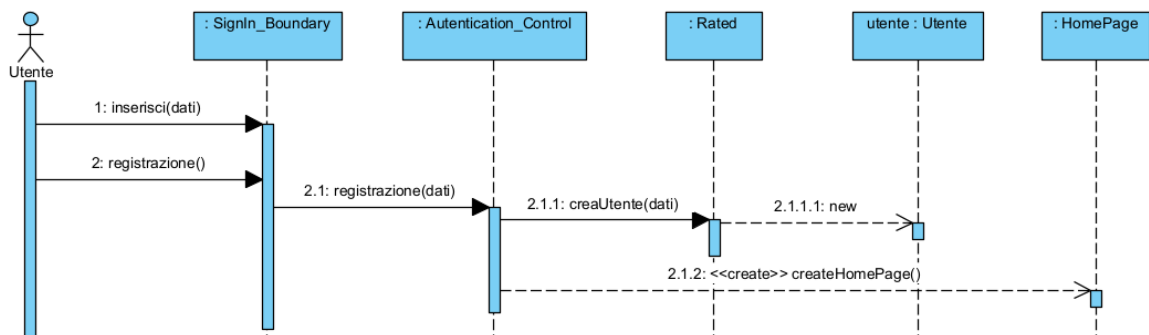 : SignIn_Boundary
: Autentication_Control
: Rated
utente : Utente
: HomePage
Utente
1: inserisci(dati)
2: registrazione()
2.1: registrazione(dati)
2.1.1: creaUtente(dati)
2.1.1.1: new
2.1.2: <<create>> createHomePage()